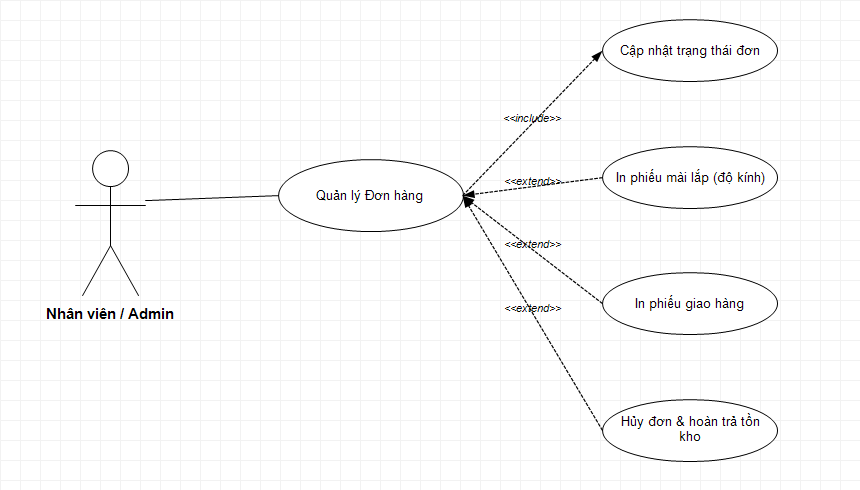 Cập nhật trạng thái đơn
<<include>>
In phiếu mài lắp (độ kính)
<<extend>>
Quản lý Đơn hàng
<<extend>>
In phiếu giao hàng
<<extend>>
Nhân viên / Admin
Hủy đơn & hoàn trả tồn
kho